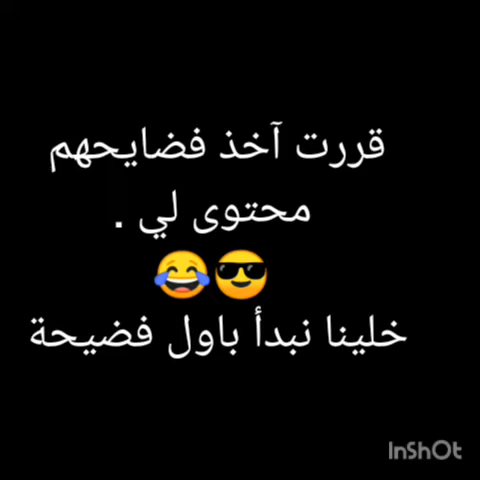 قررت آخذ فضايحهم
محتوى لي .
😂😎
خلينا نبدأ باول فضيحة
InShOt